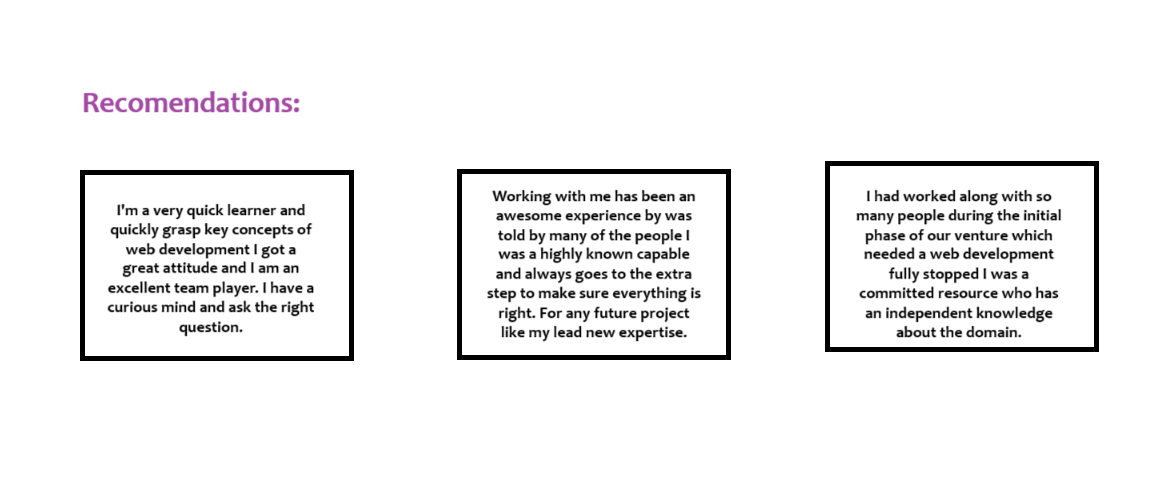 Recomendations:
I'm a very quick learner and
quickly grasp key concepts of
web development I got a
great attitude and I am an
excellent team player. I have a
curious mind and ask the right
question.
Working with me has been an
awesome experience by was
told by many of the people I
was a highly known capable
and always goes to the extra
step to make sure everything is
right. For any future project
like my lead new expertise.
I had worked along with so
many people during the initial
phase of our venture which
needed a web development
fully stopped I was a
committed resource who has
an independent knowledge
about the domain.